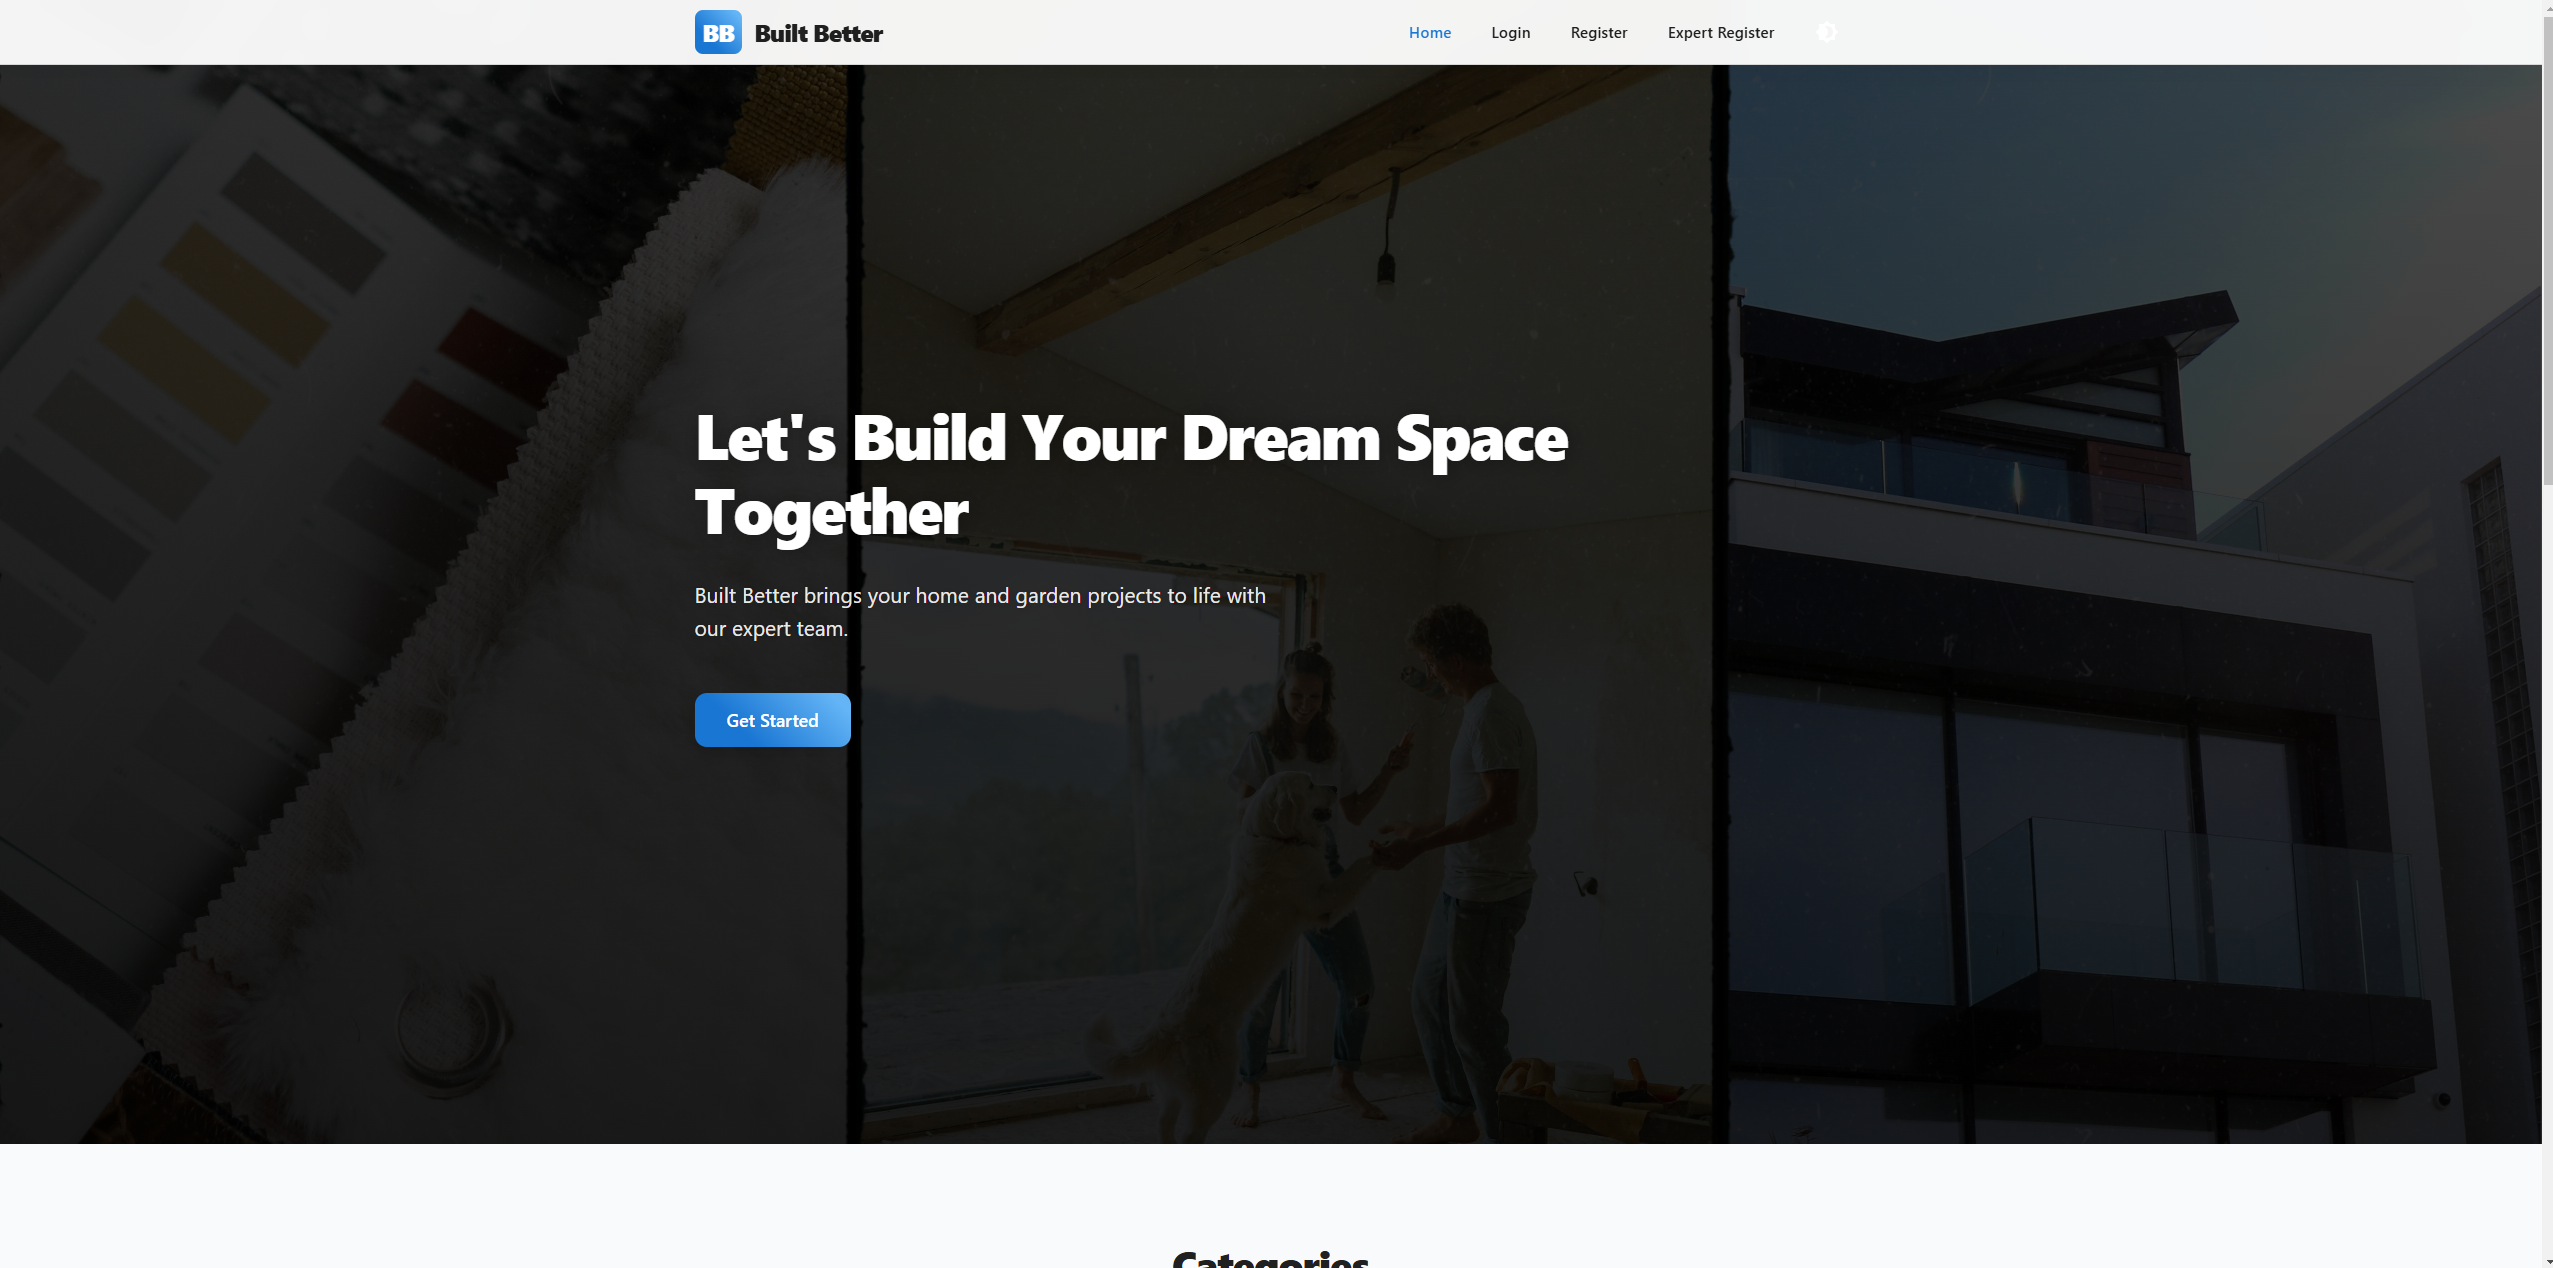 BB Built Better Home Login Register Expert Register
Let's Build Your Dream Space
Together
Built Better brings your home and garden projects to life with
our expert team.
Get Started
Categories